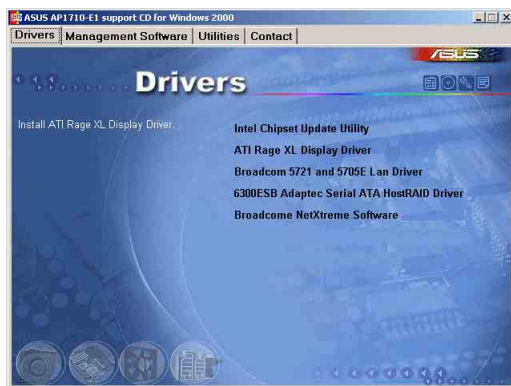 ASUS AP1710-E1 support CD for Windows 2000
Drivers Management Software Utilities Contact
/ISUS
Drivers
Install ATI Rage XL Display Driver.
Intel Chipset Update Utility
ATI Rage XL Display Driver
Broadcom 5721 and 5705E Lan Driver
6300ESB Adaptec Serial ATA HostRAID Driver
Broadcome NetXtreme Software